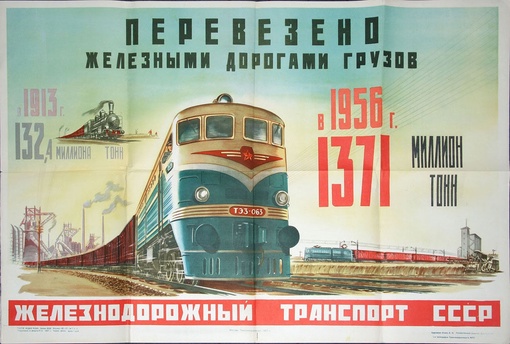 ПЕРЕВЕЗЕНО
ЖЕЛЕЗНЫМИ ДОРОГАМИ ГРУЗОВ
в 1913 г.
132,4 МИЛЛИОНА ТОНН
в 1956 г.
1371 МИЛЛИОН ТОНН
ТЭ3-063
ЖЕЛЕЗНОДОРОЖНЫЙ ТРАНСПОРТ СССР